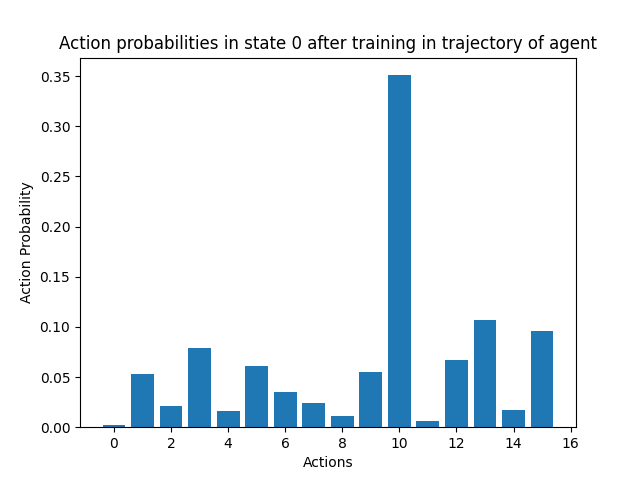 Action probabilities in state 0 after training in trajectory of agent
0.35
0.30
0.25
0.20
0.15
0.10
0.05
0.00
Action Probability
0 2 4 6 8 10 12 14 16
Actions